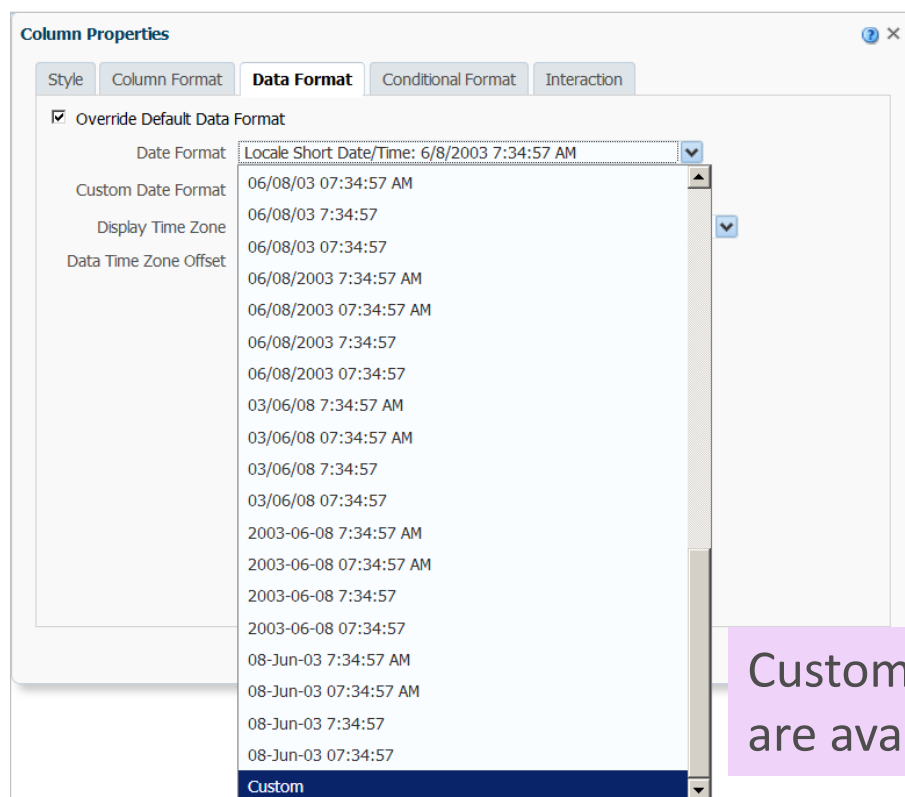 Column Properties
Style Column Format Data Format Conditional Format Interaction
Override Default Data Format
Date Format Locale Short Date/Time: 6/8/2003 7:34:57 AM
Custom Date Format
Display Time Zone
Data Time Zone Offset
06/08/03 07:34:57 AM
06/08/03 7:34:57
06/08/03 07:34:57
06/08/2003 7:34:57 AM
06/08/2003 07:34:57 AM
06/08/2003 7:34:57
06/08/2003 07:34:57
03/06/08 7:34:57 AM
03/06/08 07:34:57 AM
03/06/08 7:34:57
03/06/08 07:34:57
2003-06-08 7:34:57 AM
2003-06-08 07:34:57 AM
2003-06-08 7:34:57
2003-06-08 07:34:57
08-Jun-03 7:34:57 AM
08-Jun-03 07:34:57 AM
08-Jun-03 7:34:57
08-Jun-03 07:34:57
Custom
Custom
are ava